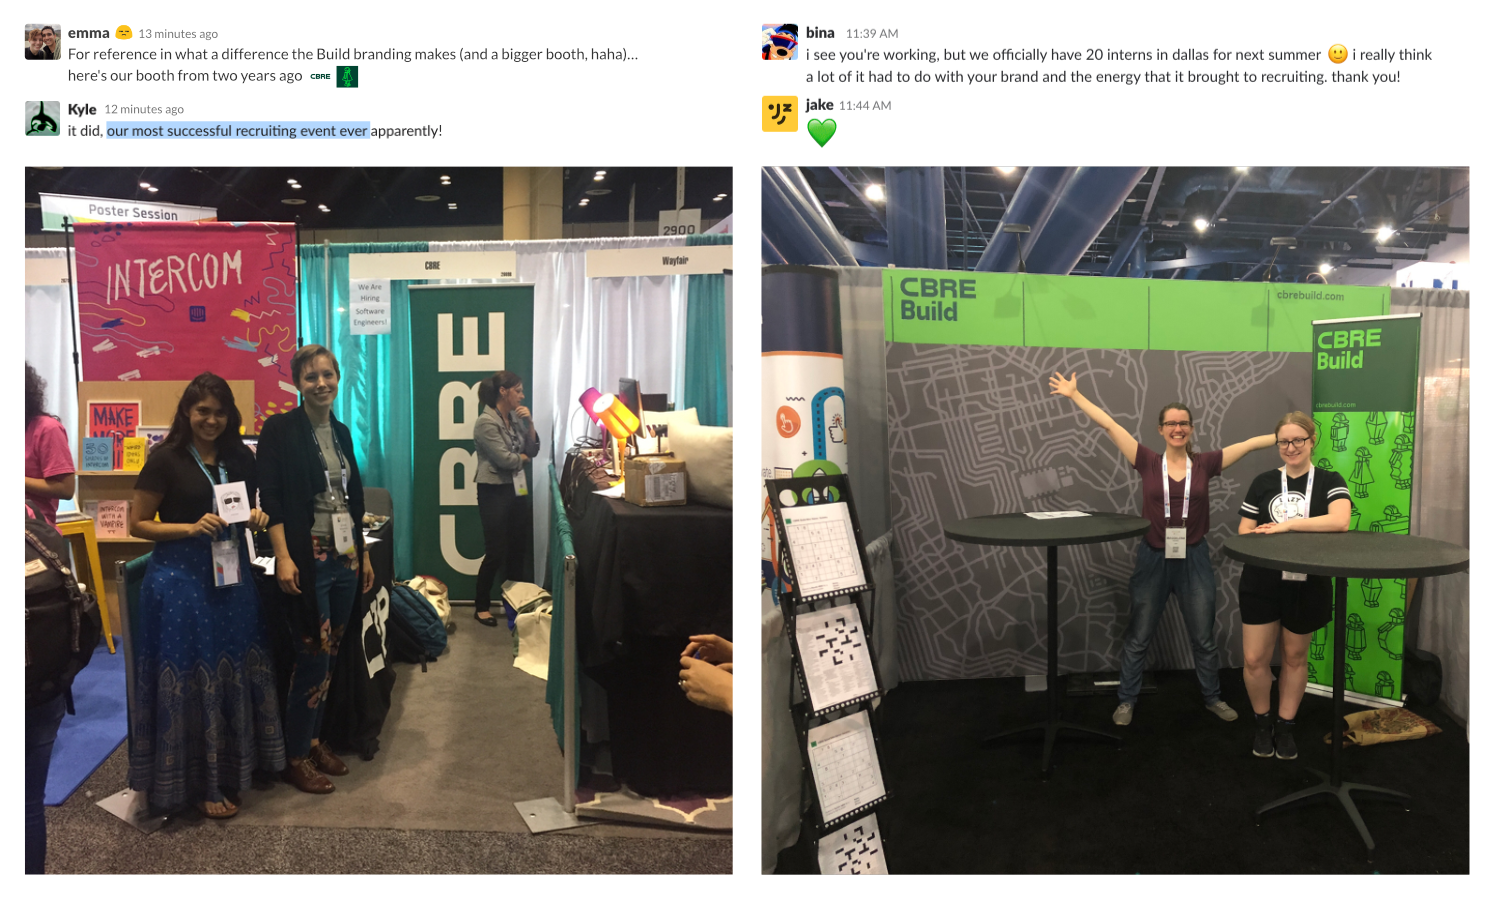 emma 13 minutes ago
For reference in what a difference the Build branding makes (and a bigger booth, haha)...
here's our booth from two years ago CBRE
Kyle 12 minutes ago
it did, our most successful recruiting event ever apparently!
bina 11:39 AM
i see you're working, but we officially have 20 interns in dallas for next summer i really think
a lot of it had to do with your brand and the energy that it brought to recruiting. thank you!
jake 11:44 AM
Poster Session
INTERCOM
2900
CBRE
Wayfair
We Are
Hiring
Software
Engineers!
CBRE
MAKE
MORE
CBRE
Build
cbrebuild.com
CBRE
Build
cbrebuild.com